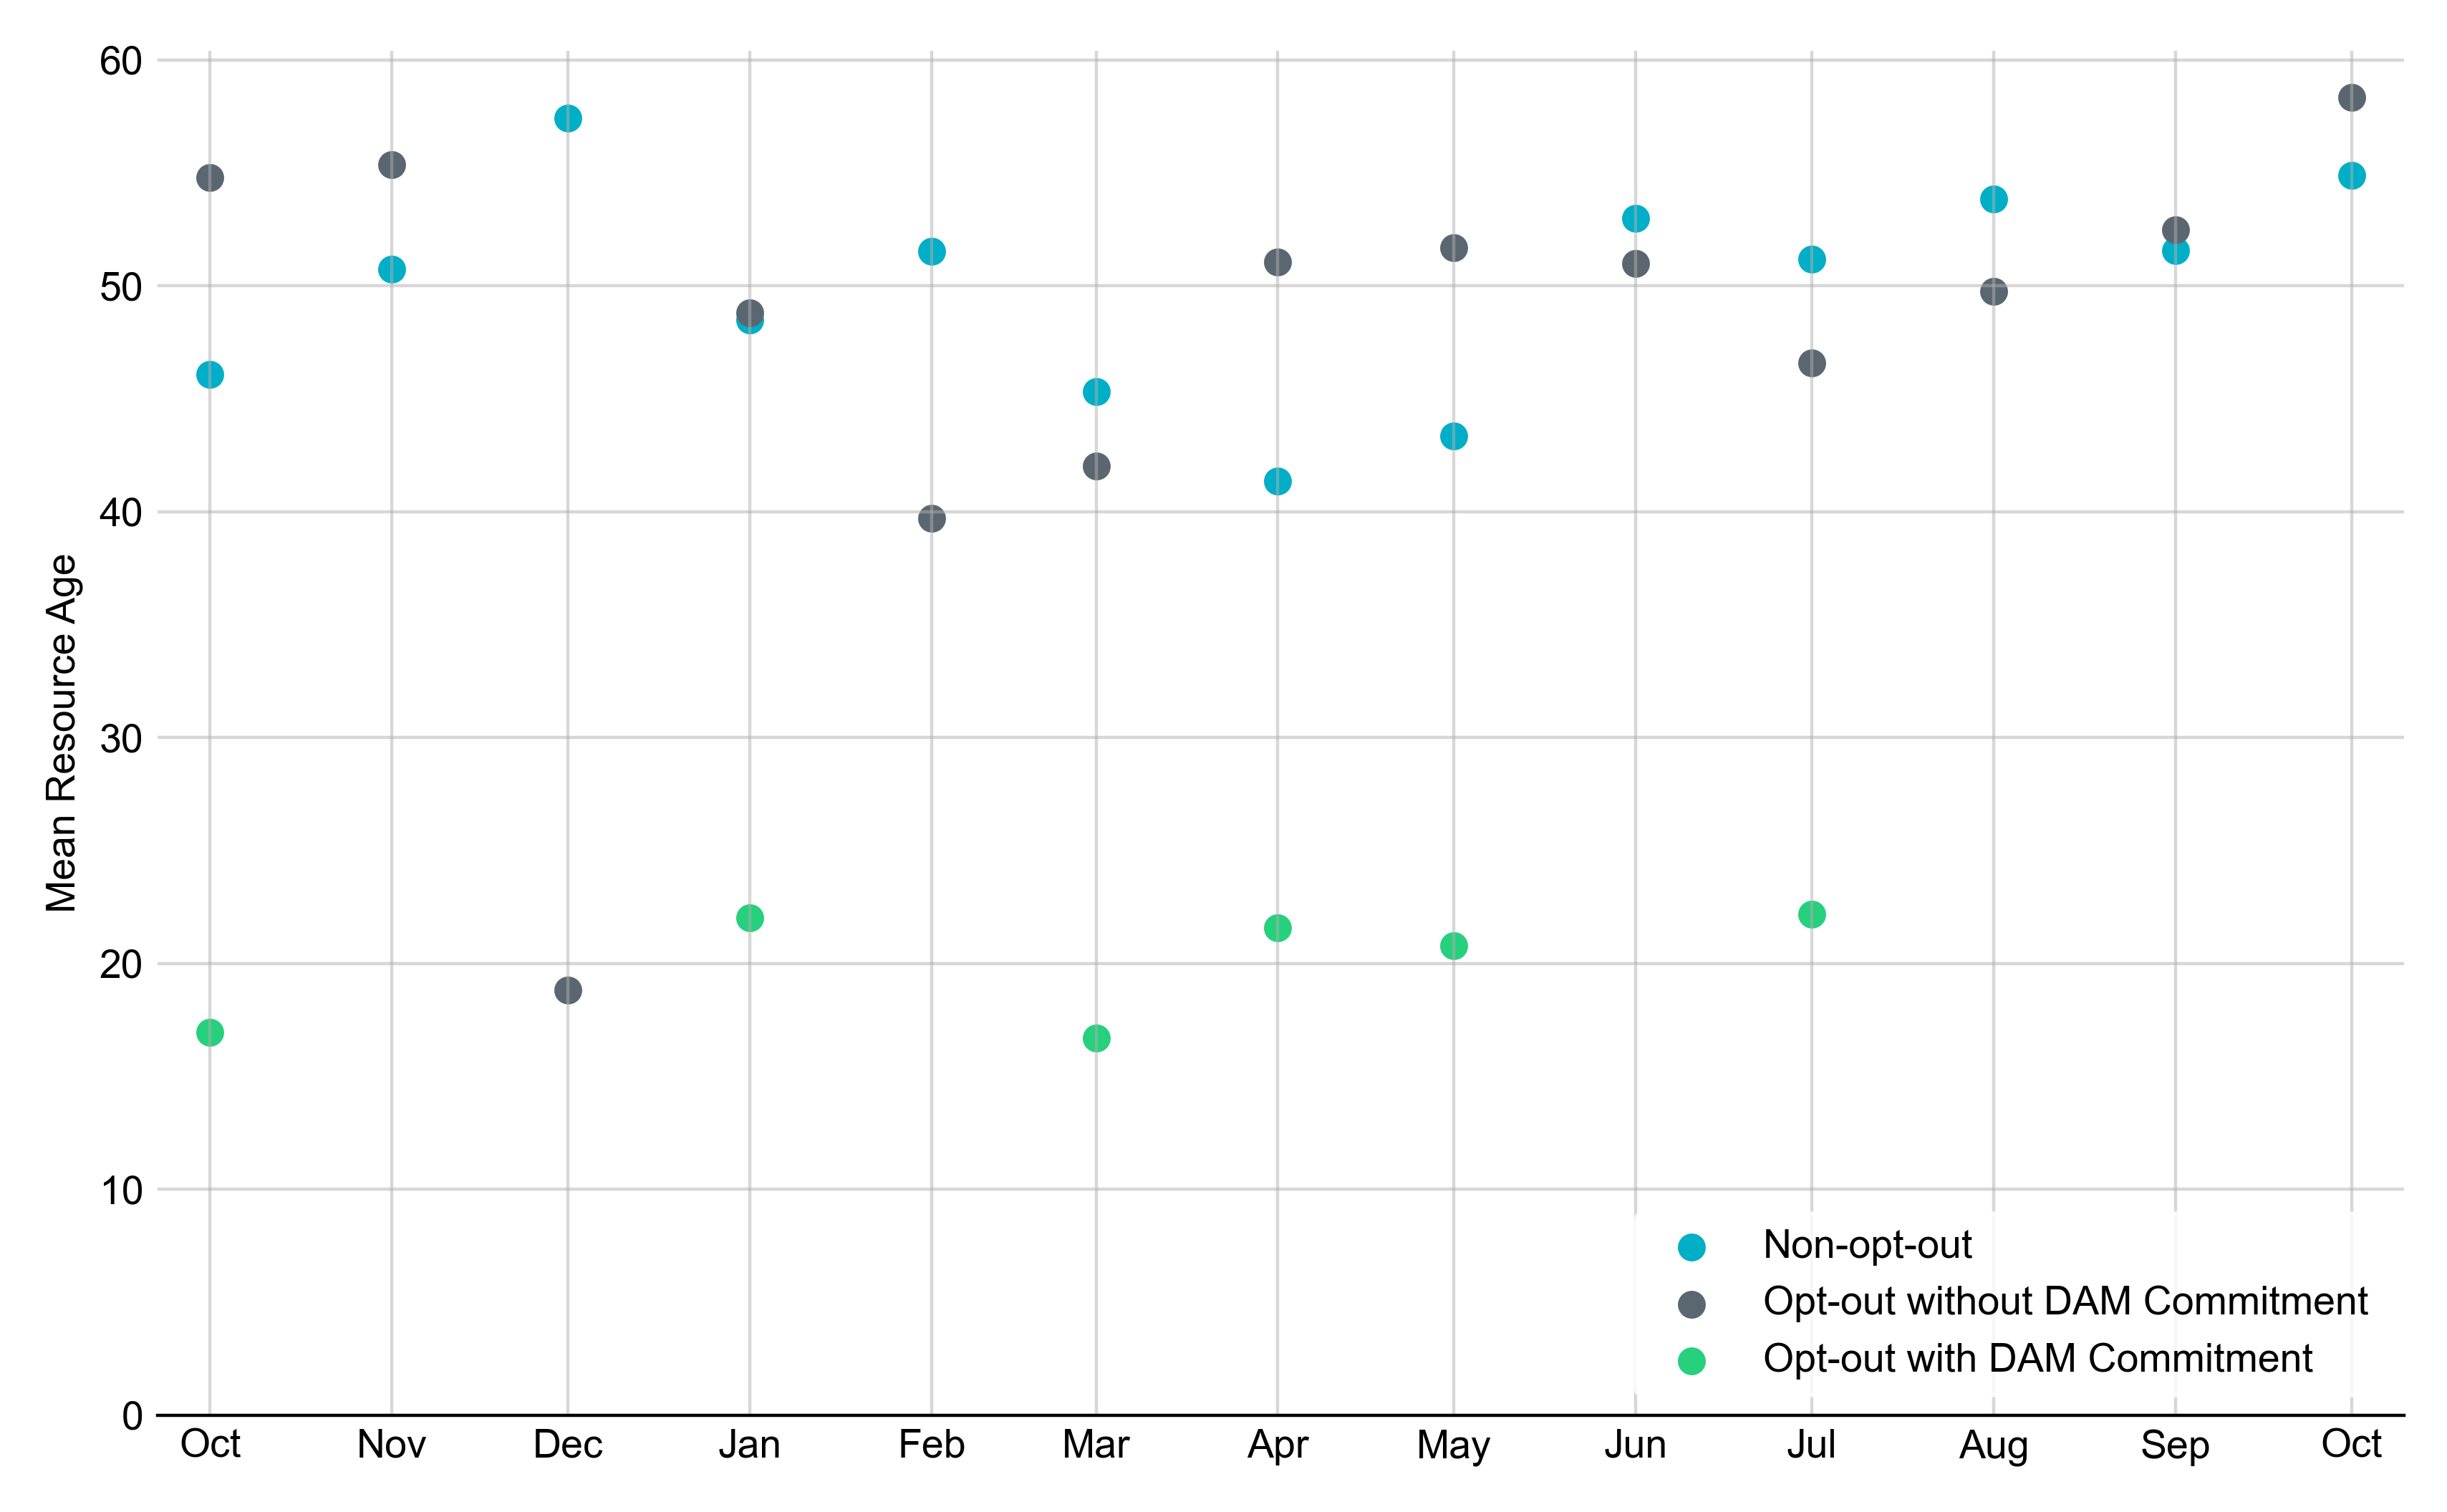 Mean Resource Age
60
50
40
30
20
10
0
Oct Nov Dec Jan Feb Mar Apr May Jun Jul Aug Sep Oct
Non-opt-out
Opt-out without DAM Commitment
Opt-out with DAM Commitment